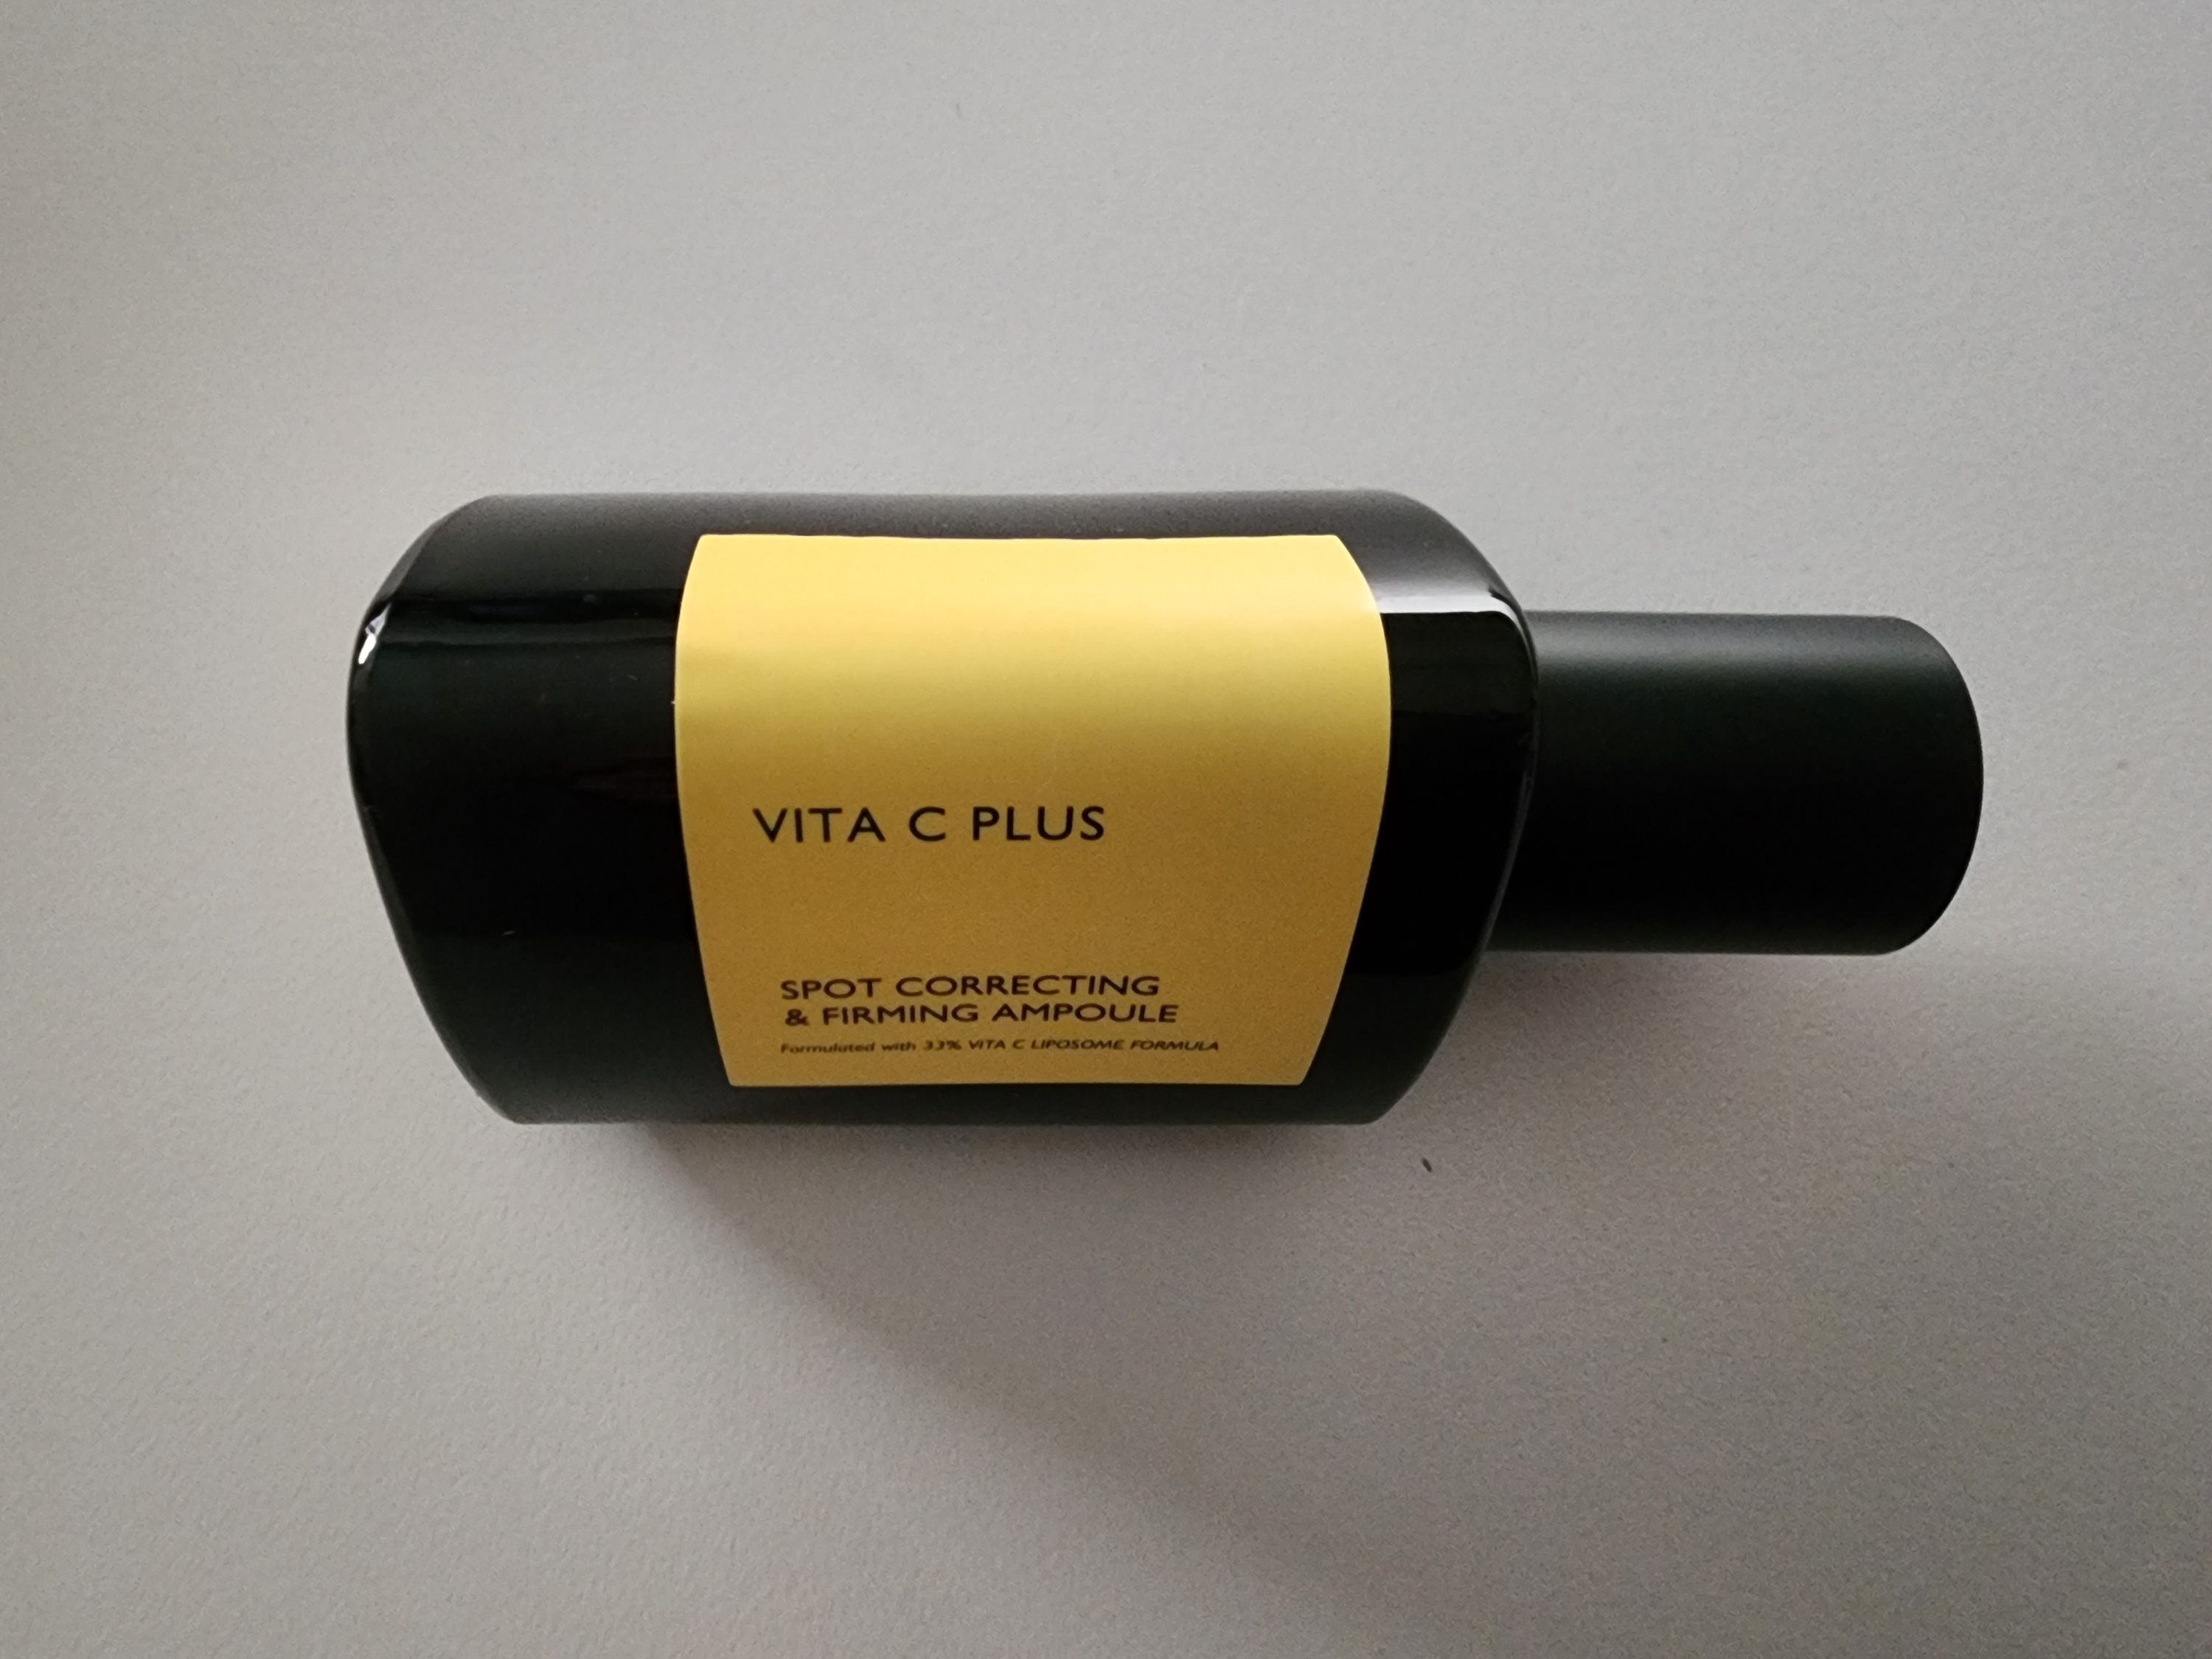 VITA C PLUS
SPOT CORRECTING
& FIRMING AMPOULE
Formulated with 33% VITA C LIPOSOME FORMULA